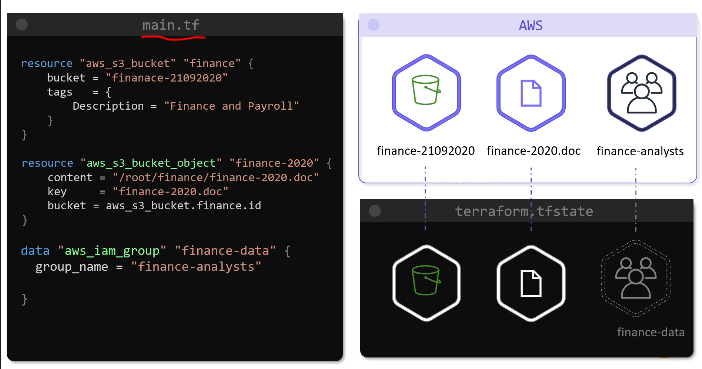 main.tf
resource "aws_s3_bucket" "finance" {
bucket = "finanace-21092020"
tags = {
Description = "Finance and Payroll"
}
}
resource "aws_s3_bucket_object" "finance-2020" {
content = "/root/finance/finance-2020.doc"
key = "finance-2020.doc"
bucket = aws_s3_bucket.finance.id
}
data "aws_iam_group" "finance-data" {
group_name = "finance-analysts"
}
AWS
finance-21092020
finance-2020.doc
finance-analysts
terraform.tfstate
finance-data